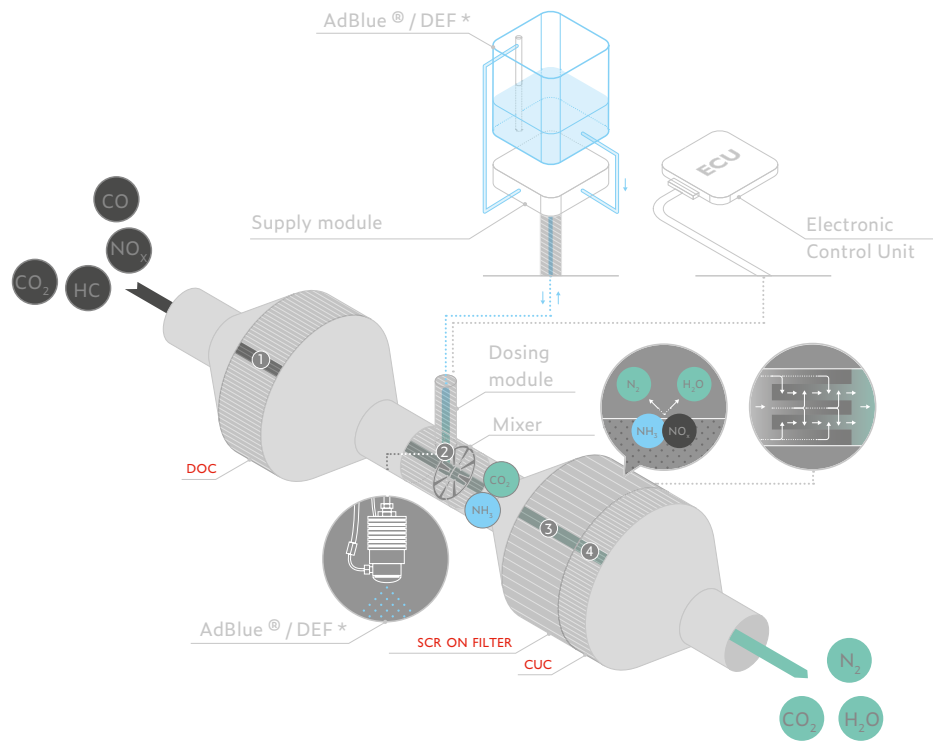 AdBlue ® / DEF *
ECU
CO
Supply module
Electronic
Control Unit
NOx
CO2
HC
1
Dosing
module
N2
H2O
Mixer
NH3
NOx
2
DOC
CO2
NH3
3
4
AdBlue ® / DEF *
SCR ON FILTER
CUC
N2
CO2
H2O